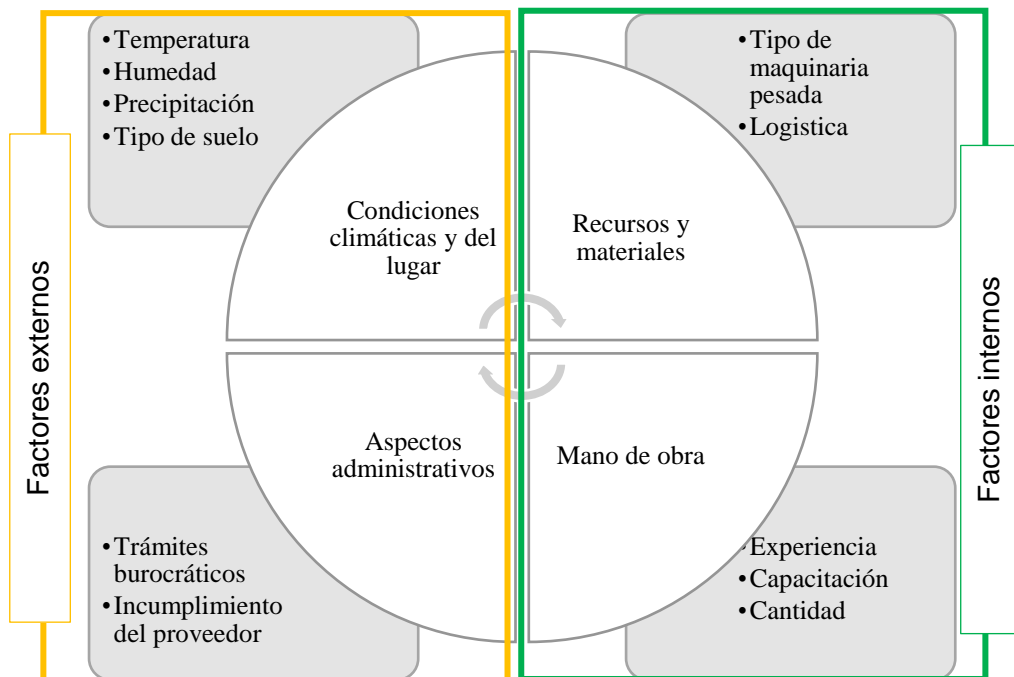 •Temperatura
•Humedad
•Precipitación
•Tipo de suelo
•Tipo de
maquinaria
pesada
•Logistica
Condiciones
climáticas y del
lugar
Recursos y
materiales
Factores externos
Factores internos
Aspectos
administrativos
Mano de obra
•Trámites
burocráticos
•Incumplimiento
del proveedor
•Experiencia
•Capacitación
•Cantidad